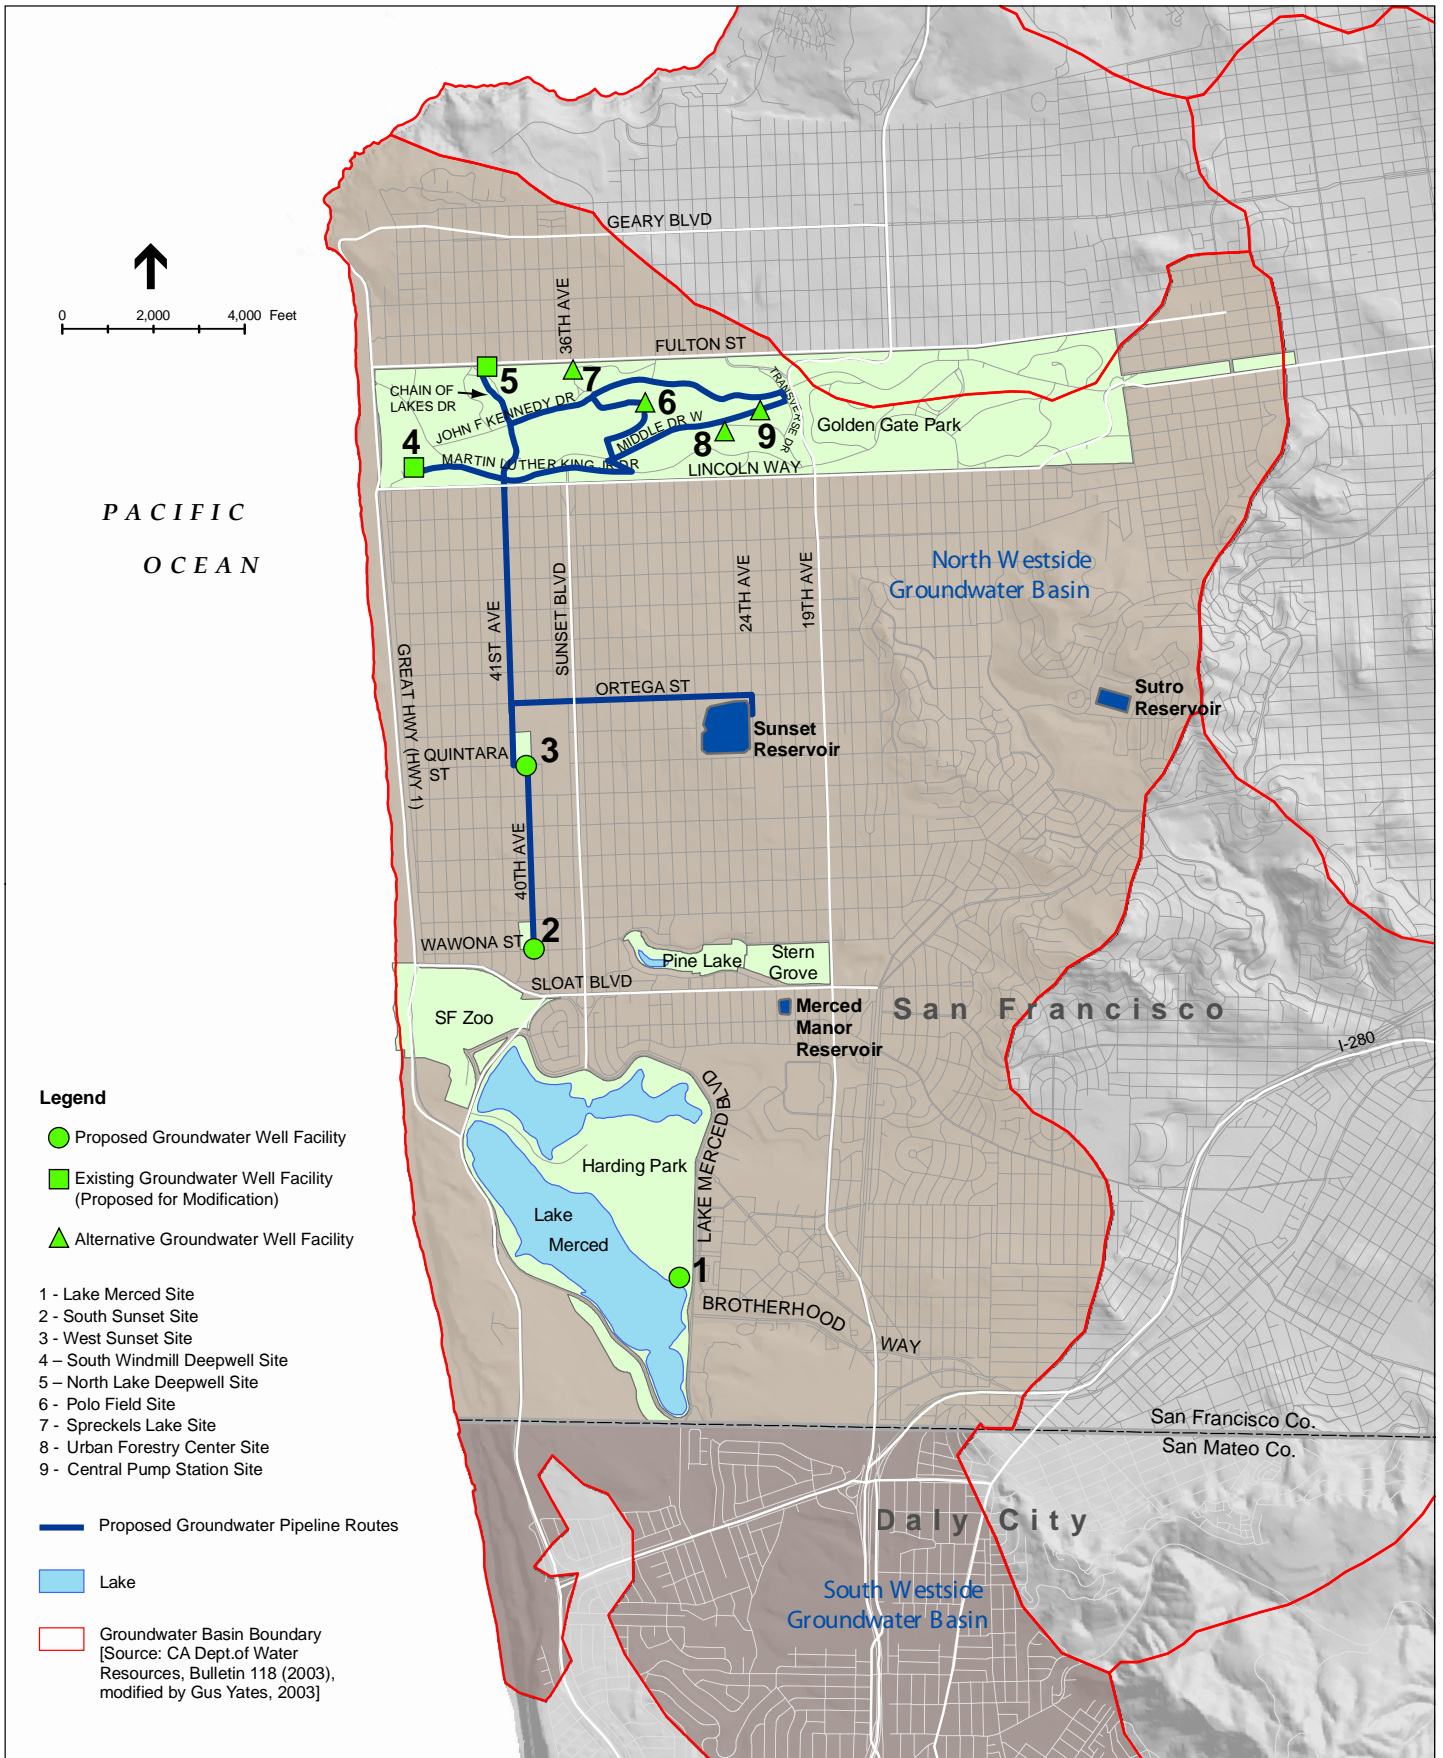 GEARY BLVD
0 2,000 4,000 Feet
36TH AVE
FULTON ST
5
7
CHAIN OF
LAKES DR
JOHN F KENNEDY DR
6
TRANSVERSE DR
MIDDLE DR W
8
9
Golden Gate Park
4
MARTIN LUTHER KING JR DR
LINCOLN WAY
PACIFIC
OCEAN
North Westside
Groundwater Basin
SUNSET BLVD
24TH AVE
19TH AVE
41ST AVE
GREAT HWY (HWY 1)
ORTEGA ST
Sutro
Reservoir
Sunset
Reservoir
QUINTARA
ST
3
40TH AVE
WAWONA ST
2
Pine Lake
Stern
Grove
SLOAT BLVD
SF Zoo
Merced
Manor
Reservoir
San Francisco
I-280
LAKE MERCED BLVD
Harding Park
Lake
Merced
1
BROTHERHOOD
WAY
San Francisco Co.
San Mateo Co.
Daly City
South Westside
Groundwater Basin
Legend
Proposed Groundwater Well Facility
Existing Groundwater Well Facility
(Proposed for Modification)
Alternative Groundwater Well Facility
1 - Lake Merced Site
2 - South Sunset Site
3 - West Sunset Site
4 – South Windmill Deepwell Site
5 – North Lake Deepwell Site
6 - Polo Field Site
7 - Spreckels Lake Site
8 - Urban Forestry Center Site
9 - Central Pump Station Site
Proposed Groundwater Pipeline Routes
Lake
Groundwater Basin Boundary
[Source: CA Dept.of Water
Resources, Bulletin 118 (2003),
modified by Gus Yates, 2003]